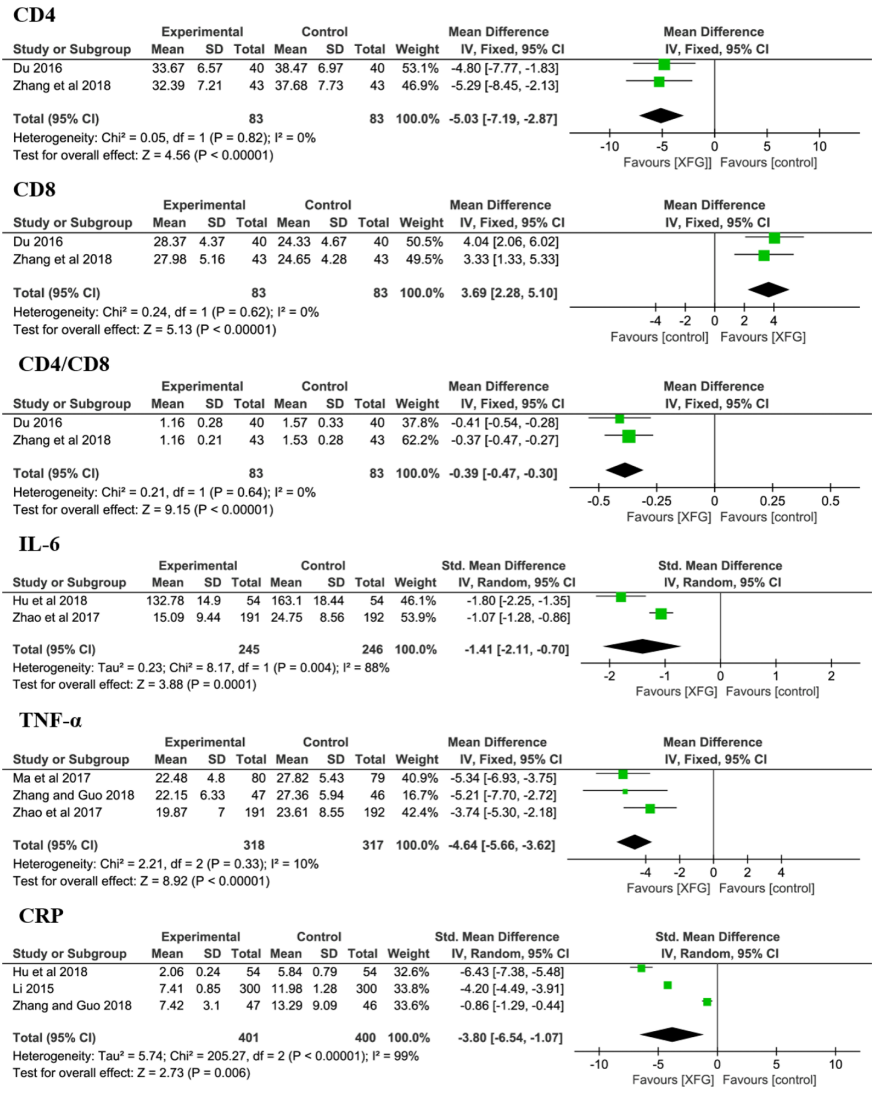 CD4
Experimental Control Mean Difference Mean Difference
Study or Subgroup Mean SD Total Mean SD Total Weight IV, Fixed, 95% CI IV, Fixed, 95% CI
Du 2016 33.67 6.57 40 38.47 6.97 40 53.1% -4.80 [-7.77, -1.83]
Zhang et al 2018 32.39 7.21 43 37.68 7.73 43 46.9% -5.29 [-8.45, -2.13]
Total (95% CI) 83 83 100.0% -5.03 [-7.19, -2.87]
Heterogeneity: Chi² = 0.05, df = 1 (P = 0.82); I² = 0%
Test for overall effect: Z = 4.56 (P < 0.00001)
-10 -5 0 5 10
Favours [XFG]] Favours [control]
CD8
Experimental Control Mean Difference Mean Difference
Study or Subgroup Mean SD Total Mean SD Total Weight IV, Fixed, 95% CI IV, Fixed, 95% CI
Du 2016 28.37 4.37 40 24.33 4.67 40 50.5% 4.04 [2.06, 6.02]
Zhang et al 2018 27.98 5.16 43 24.65 4.28 43 49.5% 3.33 [1.33, 5.33]
Total (95% CI) 83 83 100.0% 3.69 [2.28, 5.10]
Heterogeneity: Chi² = 0.24, df = 1 (P = 0.62); I² = 0%
Test for overall effect: Z = 5.13 (P < 0.00001)
-4 -2 0 2 4
Favours [control] Favours [XFG]
CD4/CD8
Experimental Control Mean Difference Mean Difference
Study or Subgroup Mean SD Total Mean SD Total Weight IV, Fixed, 95% CI IV, Fixed, 95% CI
Du 2016 1.16 0.28 40 1.57 0.33 40 37.8% -0.41 [-0.54, -0.28]
Zhang et al 2018 1.16 0.21 43 1.53 0.28 43 62.2% -0.37 [-0.47, -0.27]
Total (95% CI) 83 83 100.0% -0.39 [-0.47, -0.30]
Heterogeneity: Chi² = 0.21, df = 1 (P = 0.64); I² = 0%
Test for overall effect: Z = 9.15 (P < 0.00001)
-0.5 -0.25 0 0.25 0.5
Favours [XFG] Favours [control]
IL-6
Experimental Control Std. Mean Difference Std. Mean Difference
Study or Subgroup Mean SD Total Mean SD Total Weight IV, Random, 95% CI IV, Random, 95% CI
Hu et al 2018 132.78 14.9 54 163.1 18.44 54 46.1% -1.80 [-2.25, -1.35]
Zhao et al 2017 15.09 9.44 191 24.75 8.56 192 53.9% -1.07 [-1.28, -0.86]
Total (95% CI) 245 246 100.0% -1.41 [-2.11, -0.70]
Heterogeneity: Tau² = 0.23; Chi² = 8.17, df = 1 (P = 0.004); I² = 88%
Test for overall effect: Z = 3.88 (P = 0.0001)
-2 -1 0 1 2
Favours [XFG] Favours [control]
TNF-α
Experimental Control Mean Difference Mean Difference
Study or Subgroup Mean SD Total Mean SD Total Weight IV, Fixed, 95% CI IV, Fixed, 95% CI
Ma et al 2017 22.48 4.8 80 27.82 5.43 79 40.9% -5.34 [-6.93, -3.75]
Zhang and Guo 2018 22.15 6.33 47 27.36 5.94 46 16.7% -5.21 [-7.70, -2.72]
Zhao et al 2017 19.87 7 191 23.61 8.55 192 42.4% -3.74 [-5.30, -2.18]
Total (95% CI) 318 317 100.0% -4.64 [-5.66, -3.62]
Heterogeneity: Chi² = 2.21, df = 2 (P = 0.33); I² = 10%
Test for overall effect: Z = 8.92 (P < 0.00001)
-4 -2 0 2 4
Favours [XFG] Favours [control]
CRP
Experimental Control Std. Mean Difference Std. Mean Difference
Study or Subgroup Mean SD Total Mean SD Total Weight IV, Random, 95% CI IV, Random, 95% CI
Hu et al 2018 2.06 0.24 54 5.84 0.79 54 32.6% -6.43 [-7.38, -5.48]
Li 2015 7.41 0.85 300 11.98 1.28 300 33.8% -4.20 [-4.49, -3.91]
Zhang and Guo 2018 7.42 3.1 47 13.29 9.09 46 33.6% -0.86 [-1.29, -0.44]
Total (95% CI) 401 400 100.0% -3.80 [-6.54, -1.07]
Heterogeneity: Tau² = 5.74; Chi² = 205.27, df = 2 (P < 0.00001); I² = 99%
Test for overall effect: Z = 2.73 (P = 0.006)
-10 -5 0 5 10
Favours [XFG] Favours [control]